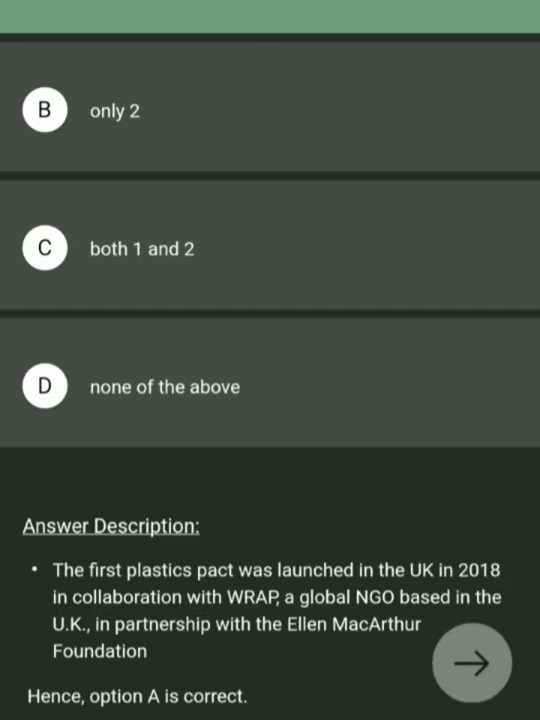 B only 2
C both 1 and 2
D none of the above
Answer Description:
• The first plastics pact was launched in the UK in 2018
in collaboration with WRAP, a global NGO based in the
U.K., in partnership with the Ellen MacArthur
Foundation
Hence, option A is correct.